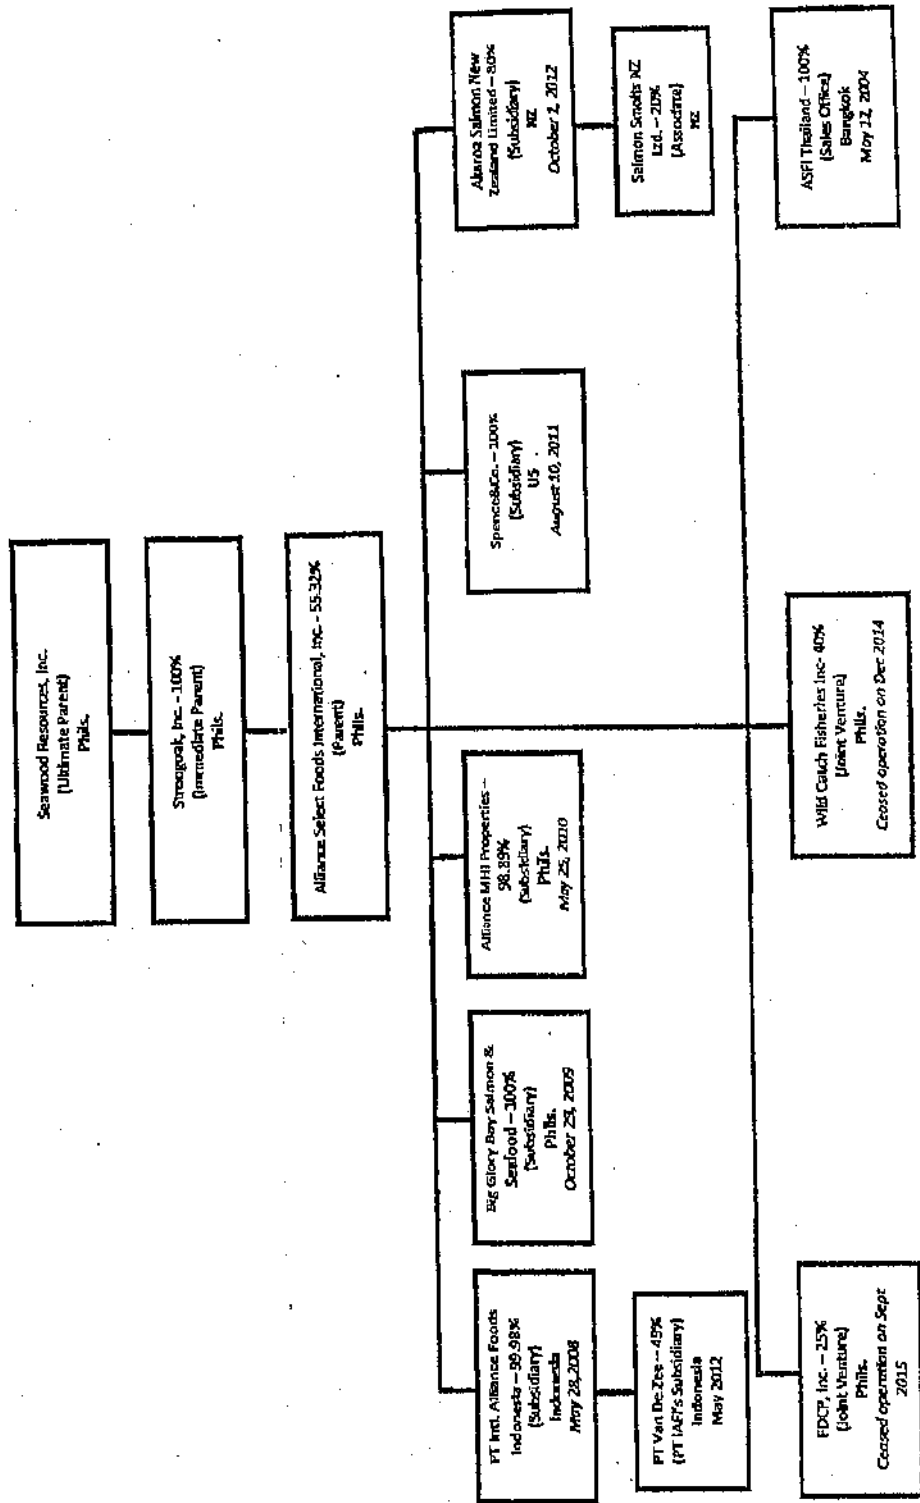 Seawood Resources, Inc.
(Ultimate Parent)
Phils.
Strongoak, Inc. - 100%
(Immediate Parent)
Phils.
Alliance Select Foods International, Inc. - 55.32%
(Parent)
Phils.
PT Intl. Alliance Foods
Indonesia – 99.98%
(Subsidiary)
Indonesia
May 28, 2008
Big Glory Bay Salmon &
Seafood – 100%
(Subsidiary)
Phils.
October 29, 2009
Alliance MHI Properties –
98.89%
(Subsidiary)
Phils.
May 25, 2010
Spence&Co. – 100%
(Subsidiary)
US
August 10, 2011
Akaroa Salmon New
Zealand Limited – 80%
(Subsidiary)
NZ
October 1, 2012
PT Van De Zee – 49%
(PT IAFI's Subsidiary)
Indonesia
May 2012
Salmon Smolts NZ
Ltd. – 20%
(Associate)
NZ
FDCP, Inc. – 25%
(Joint Venture)
Phils.
Ceased operation on Sept
2015
Wild Catch Fisheries Inc- 40%
(Joint Venture)
Phils.
Ceased operation on Dec 2014
ASFI Thailand – 100%
(Sales Office)
Bangkok
May 12, 2004